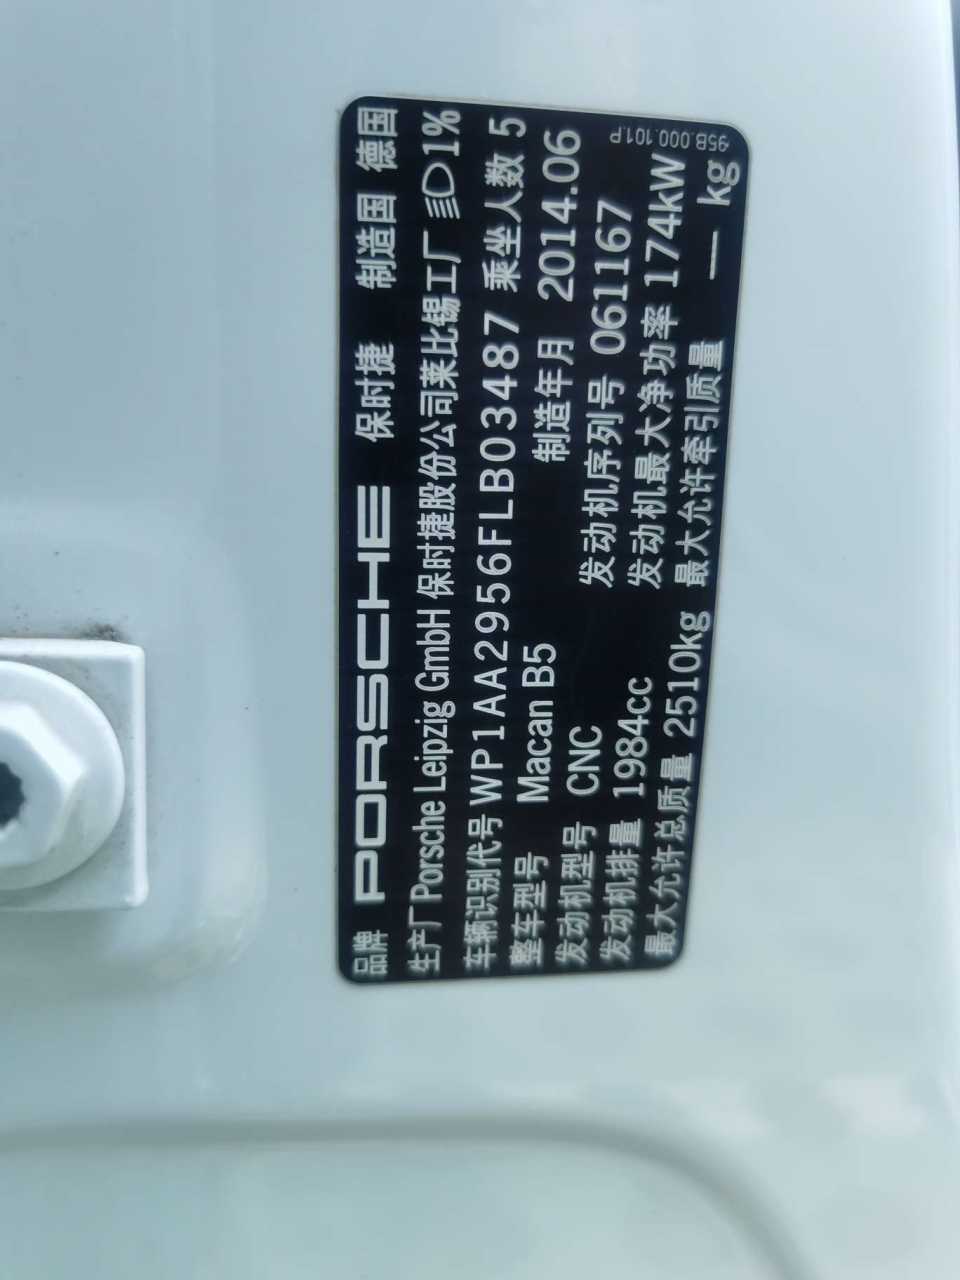 品牌 PORSCHE 保时捷 制造国 德国
生产厂 Porsche Leipzig GmbH 保时捷股份公司莱比锡工厂 1%
车辆识别代号 WP1AA2956FLB03487 乘坐人数 5
整车型号 Macan B5 制造年月 2014.06
发动机型号 CNC 发动机序列号 061167
发动机排量 1984cc 发动机最大净功率 174kW
最大允许总质量 2510kg 最大允许牵引质量 — kg
95B.000.101.P